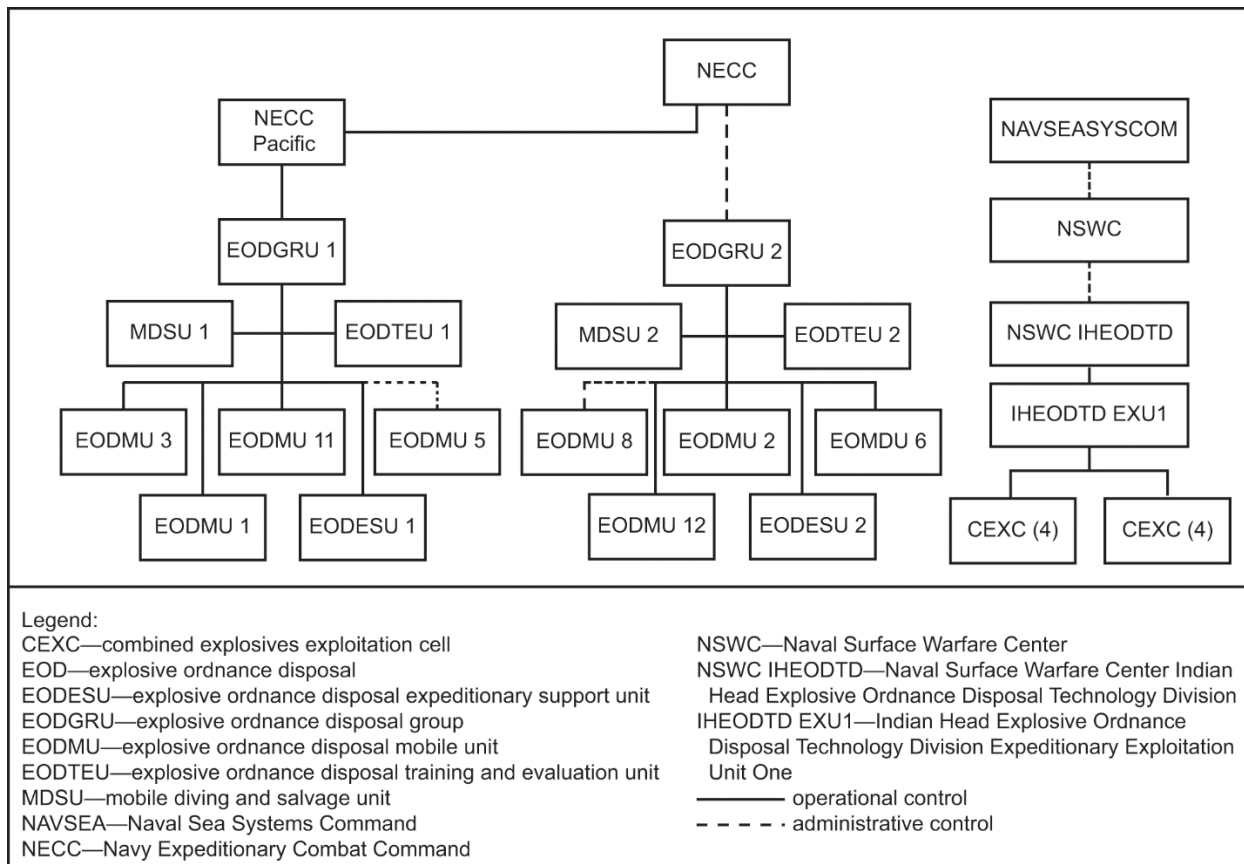 NECC
NECC
Pacific
NAVSEASYSCOM
EODGRU 1
EODGRU 2
NSWC
MDSU 1
EODTEU 1
MDSU 2
EODTEU 2
NSWC IHEODTD
EODMU 3
EODMU 11
EODMU 5
EODMU 8
EODMU 2
EOMDU 6
IHEODTD EXU1
EODMU 1
EODESU 1
EODMU 12
EODESU 2
CEXC (4)
CEXC (4)
Legend:
CEXC—combined explosives exploitation cell
EOD—explosive ordnance disposal
EODESU—explosive ordnance disposal expeditionary support unit
EODGRU—explosive ordnance disposal group
EODMU—explosive ordnance disposal mobile unit
EODTEU—explosive ordnance disposal training and evaluation unit
MDSU—mobile diving and salvage unit
NAVSEA—Naval Sea Systems Command
NECC—Navy Expeditionary Combat Command
NSWC—Naval Surface Warfare Center
NSWC IHEODTD—Naval Surface Warfare Center Indian
Head Explosive Ordnance Disposal Technology Division
IHEODTD EXU1—Indian Head Explosive Ordnance
Disposal Technology Division Expeditionary Exploitation
Unit One
operational control
administrative control